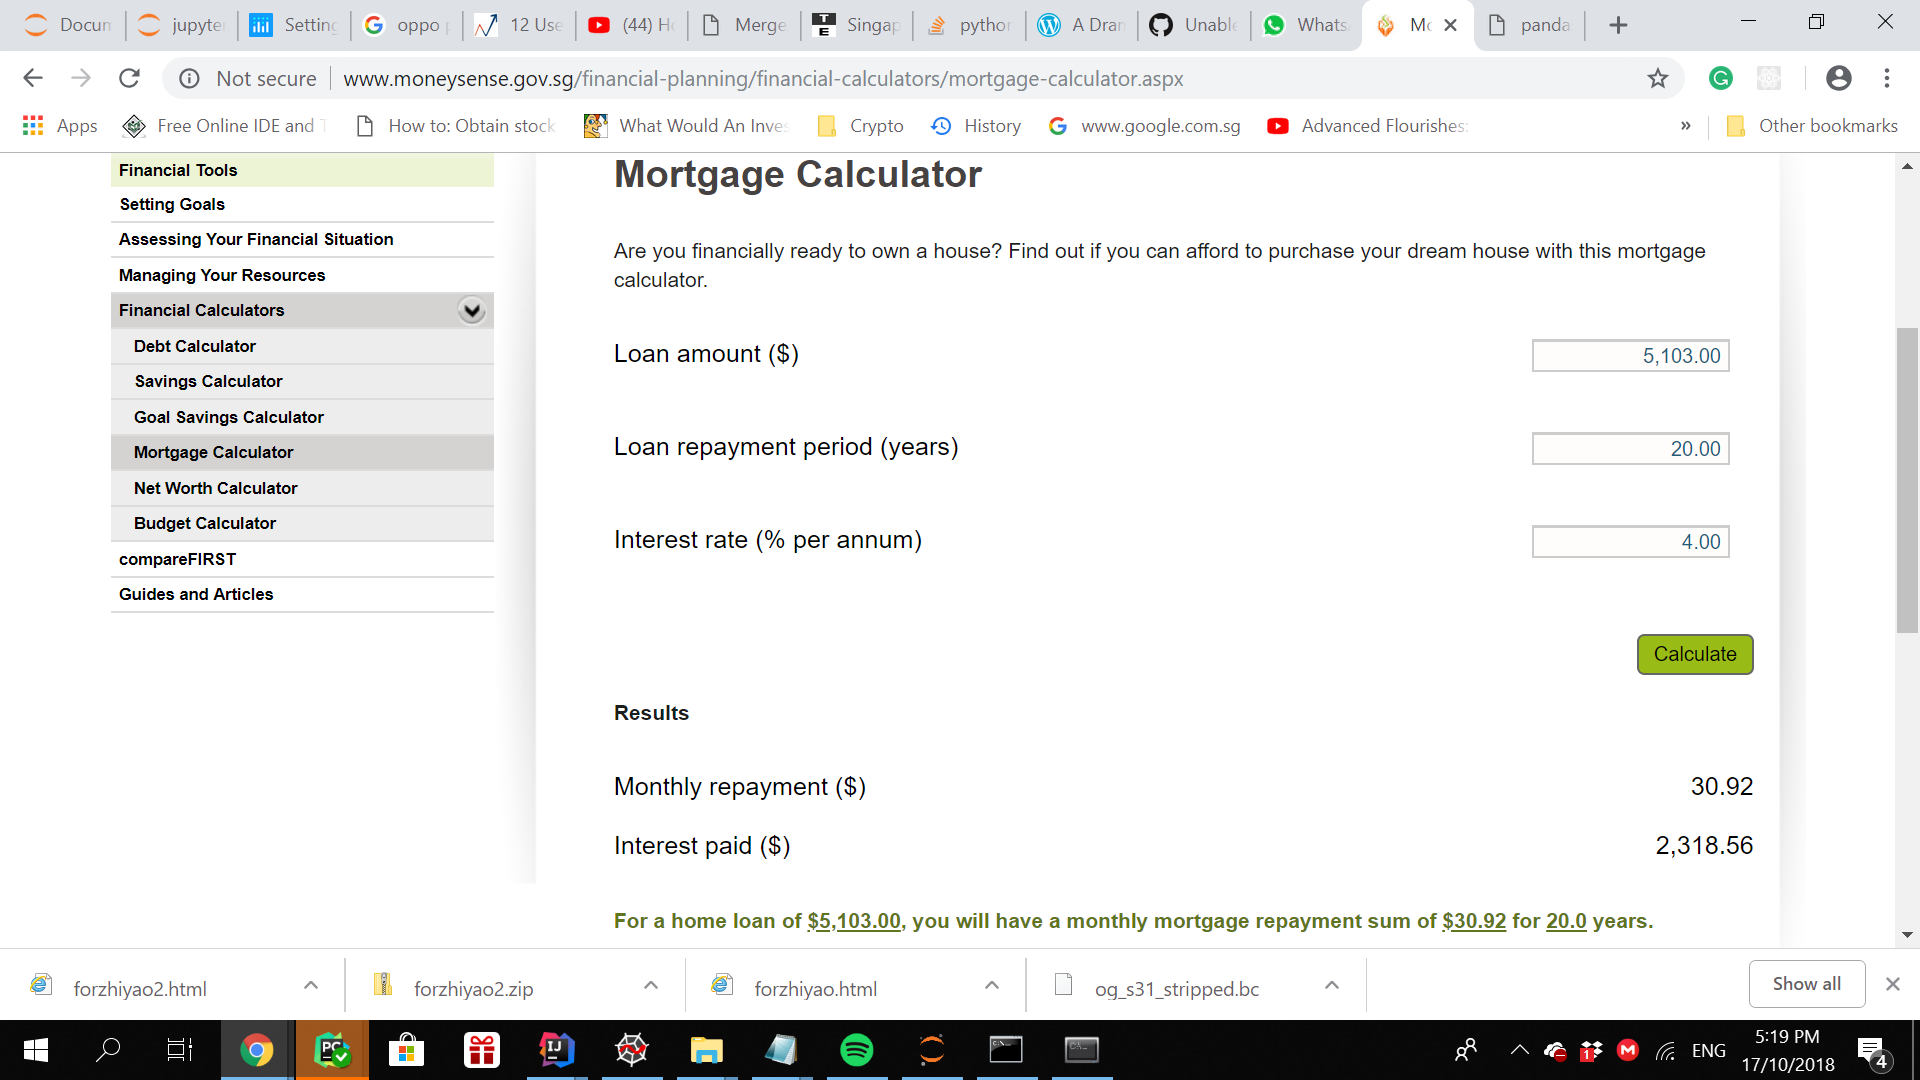 Docum
jupyter
Setting
oppo
12 Use
(44) Ho
Merge
Singap
python
A Dram
Unable
Whats
Mo
panda
Not secure
www.moneysense.gov.sg/financial-planning/financial-calculators/mortgage-calculator.aspx
Apps
Free Online IDE and T
How to: Obtain stock
What Would An Inves
Crypto
History
www.google.com.sg
Advanced Flourishes:
»
Other bookmarks
Financial Tools
Setting Goals
Assessing Your Financial Situation
Managing Your Resources
Financial Calculators
Debt Calculator
Savings Calculator
Goal Savings Calculator
Mortgage Calculator
Net Worth Calculator
Budget Calculator
compareFIRST
Guides and Articles
Mortgage Calculator
Are you financially ready to own a house? Find out if you can afford to purchase your dream house with this mortgage
calculator.
Loan amount ($)
5,103.00
Loan repayment period (years)
20.00
Interest rate (% per annum)
4.00
Calculate
Results
Monthly repayment ($)
30.92
Interest paid ($)
2,318.56
For a home loan of $5,103.00, you will have a monthly mortgage repayment sum of $30.92 for 20.0 years.
forzhiyao2.html
forzhiyao2.zip
forzhiyao.html
og_s31_stripped.bc
Show all
ENG
5:19 PM
17/10/2018
4